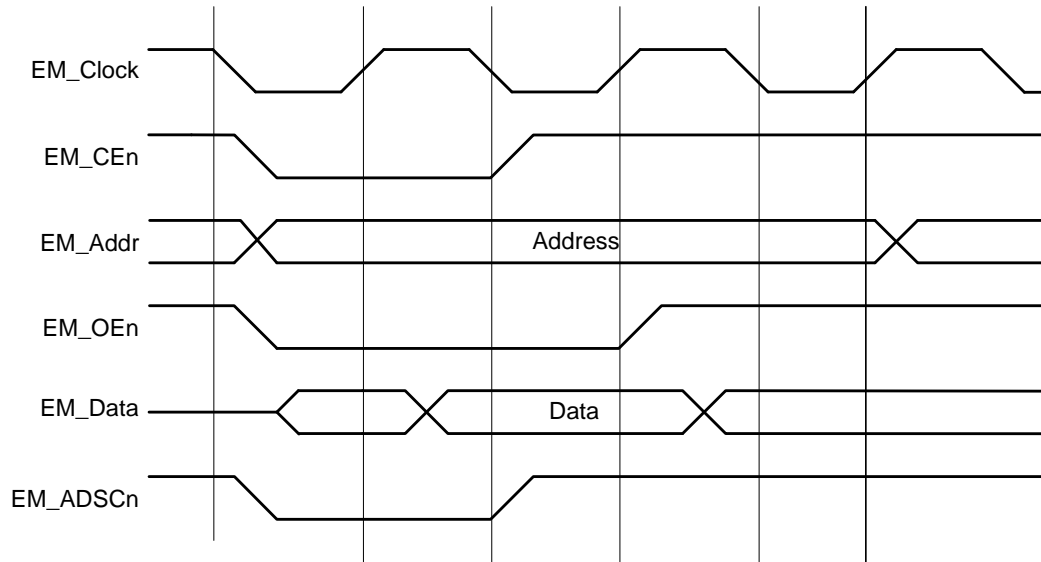 EM_Clock
EM_CEn
EM_Addr
Address
EM_OEn
EM_Data
Data
EM_ADSCn